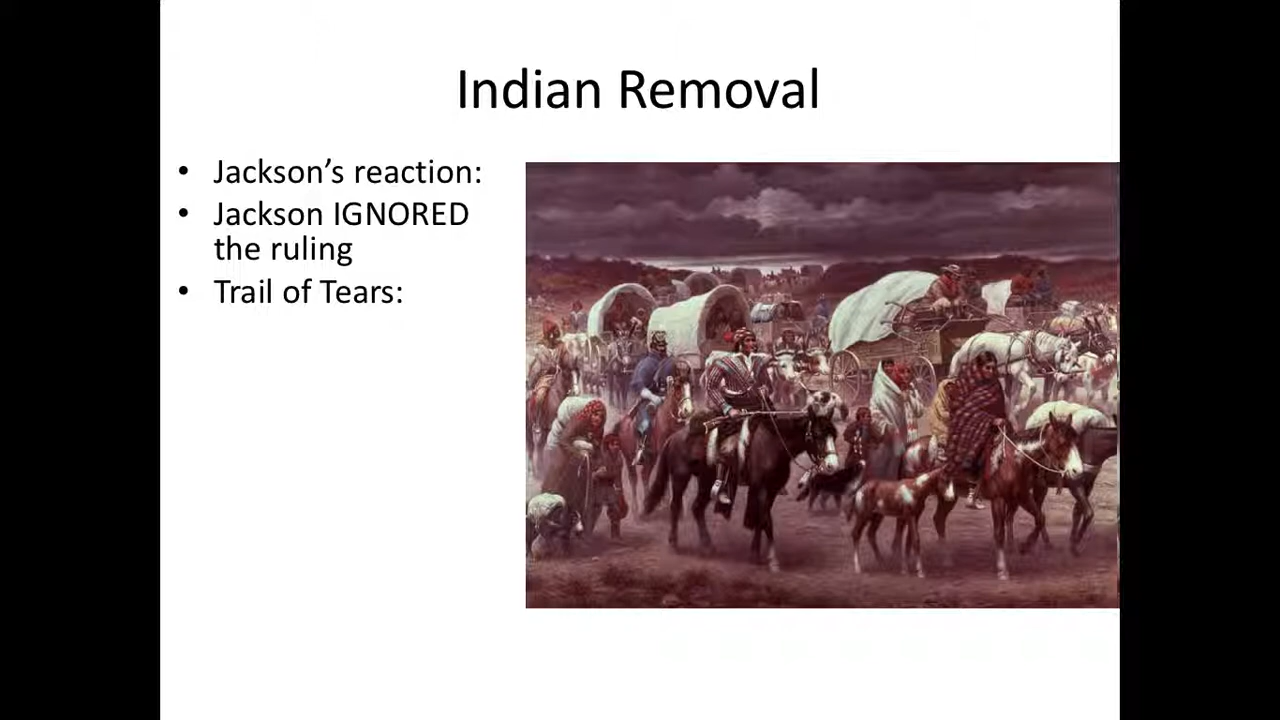 Indian Removal
• Jackson’s reaction:
• Jackson IGNORED
the ruling
• Trail of Tears: